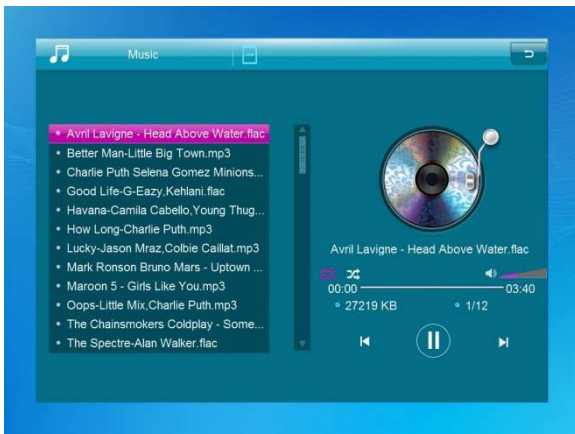 Music
Avril Lavigne - Head Above Water.flac
Better Man-Little Big Town.mp3
Charlie Puth Selena Gomez Minions...
Good Life-G-Eazy,Kehlani.flac
Havana-Camila Cabello,Young Thug...
How Long-Charlie Puth.mp3
Lucky-Jason Mraz,Colbie Caillat.mp3
Mark Ronson Bruno Mars - Uptown ...
Maroon 5 - Girls Like You.mp3
Oops-Little Mix,Charlie Puth.mp3
The Chainsmokers Coldplay - Some...
The Spectre-Alan Walker.flac
Avril Lavigne - Head Above Water.flac
00:00 03:40
27219 KB 1/12